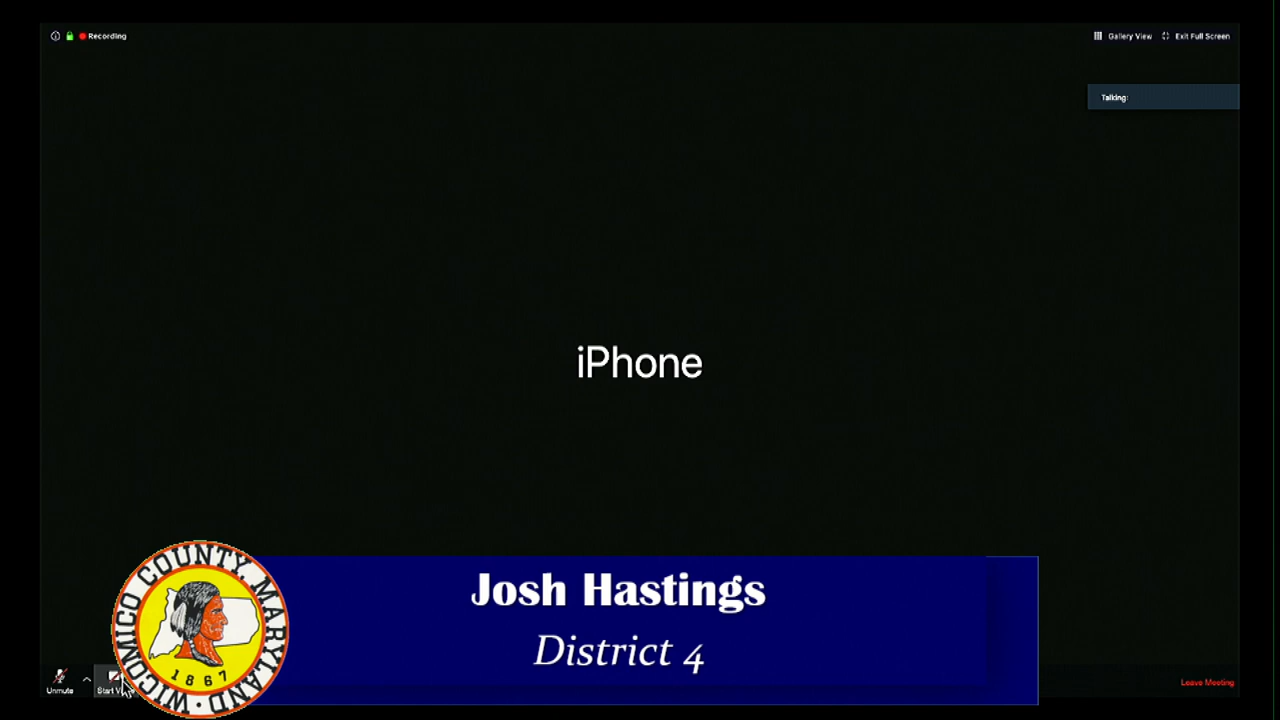 Recording
Gallery View
Exit Full Screen
Talking:
iPhone
WICOMICO COUNTY, MARYLAND
1867
Josh Hastings
District 4
Unmute
Start
Leave Meeting